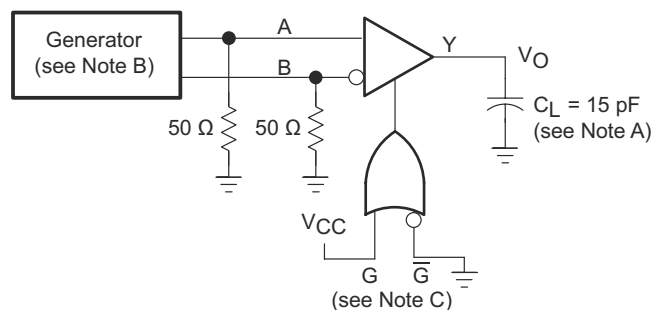 Generator
(see Note B)
A
B
Y
VO
50 Ω
50 Ω
CL = 15 pF
(see Note A)
VCC
G
G̅
(see Note C)